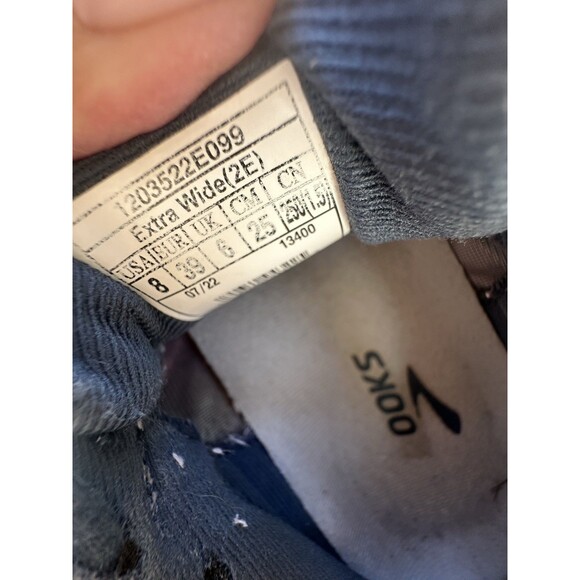 1203522E099
Extra Wide(2E)
USA EUR UK CM CN
8 39 6 25 250(1.5)
07/22 13400
OOKS